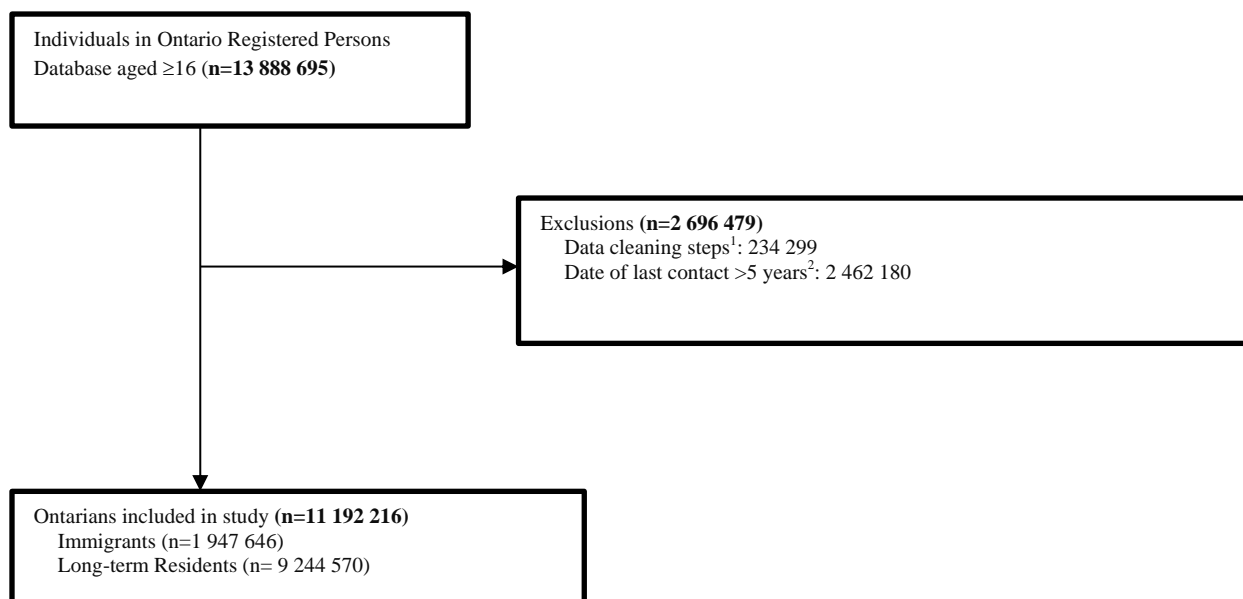 Individuals in Ontario Registered Persons
Database aged ≥16 (n=13 888 695)
Exclusions (n=2 696 479)
Data cleaning steps1: 234 299
Date of last contact >5 years2: 2 462 180
Ontarians included in study (n=11 192 216)
Immigrants (n=1 947 646)
Long-term Residents (n= 9 244 570)